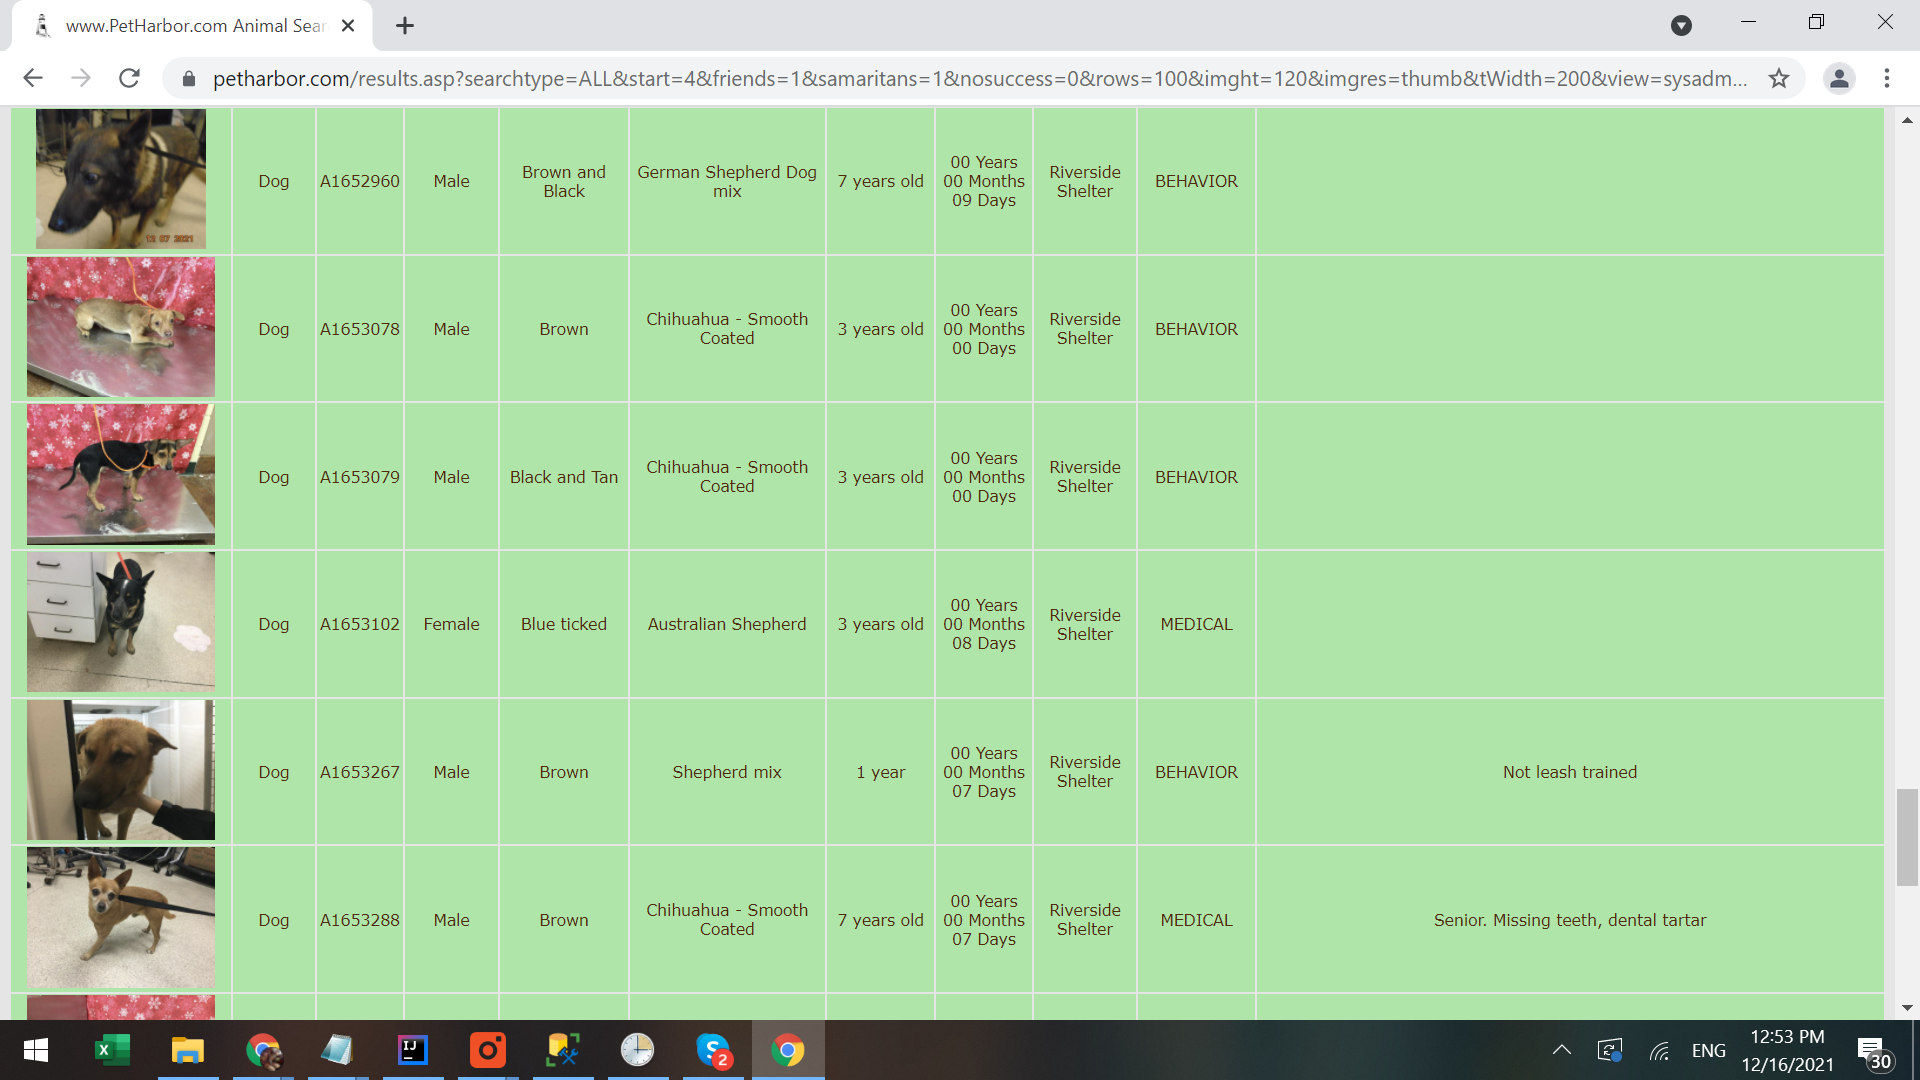 www.PetHarbor.com Animal Sear
petharbor.com/results.asp?searchtype=ALL&start=4&friends=1&samaritans=1&nosuccess=0&rows=100&imght=120&imgres=thumb&tWidth=200&view=sysadm...
12 07 2021
Dog
A1652960
Male
Brown and
Black
German Shepherd Dog
mix
7 years old
00 Years
00 Months
09 Days
Riverside
Shelter
BEHAVIOR
Dog
A1653078
Male
Brown
Chihuahua - Smooth
Coated
3 years old
00 Years
00 Months
00 Days
Riverside
Shelter
BEHAVIOR
Dog
A1653079
Male
Black and Tan
Chihuahua - Smooth
Coated
3 years old
00 Years
00 Months
00 Days
Riverside
Shelter
BEHAVIOR
Dog
A1653102
Female
Blue ticked
Australian Shepherd
3 years old
00 Years
00 Months
08 Days
Riverside
Shelter
MEDICAL
Dog
A1653267
Male
Brown
Shepherd mix
1 year
00 Years
00 Months
07 Days
Riverside
Shelter
BEHAVIOR
Not leash trained
Dog
A1653288
Male
Brown
Chihuahua - Smooth
Coated
7 years old
00 Years
00 Months
07 Days
Riverside
Shelter
MEDICAL
Senior. Missing teeth, dental tartar
X
IJ
S
2
ENG
12:53 PM
12/16/2021
30